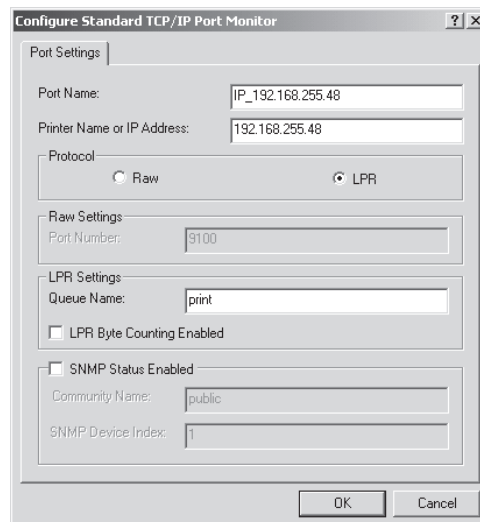 Configure Standard TCP/IP Port Monitor
Port Settings
Port Name: IP_192.168.255.48
Printer Name or IP Address: 192.168.255.48
Protocol
Raw LPR
Raw Settings
Port Number: 9100
LPR Settings
Queue Name: print
LPR Byte Counting Enabled
SNMP Status Enabled
Community Name: public
SNMP Device Index: 1
OK Cancel